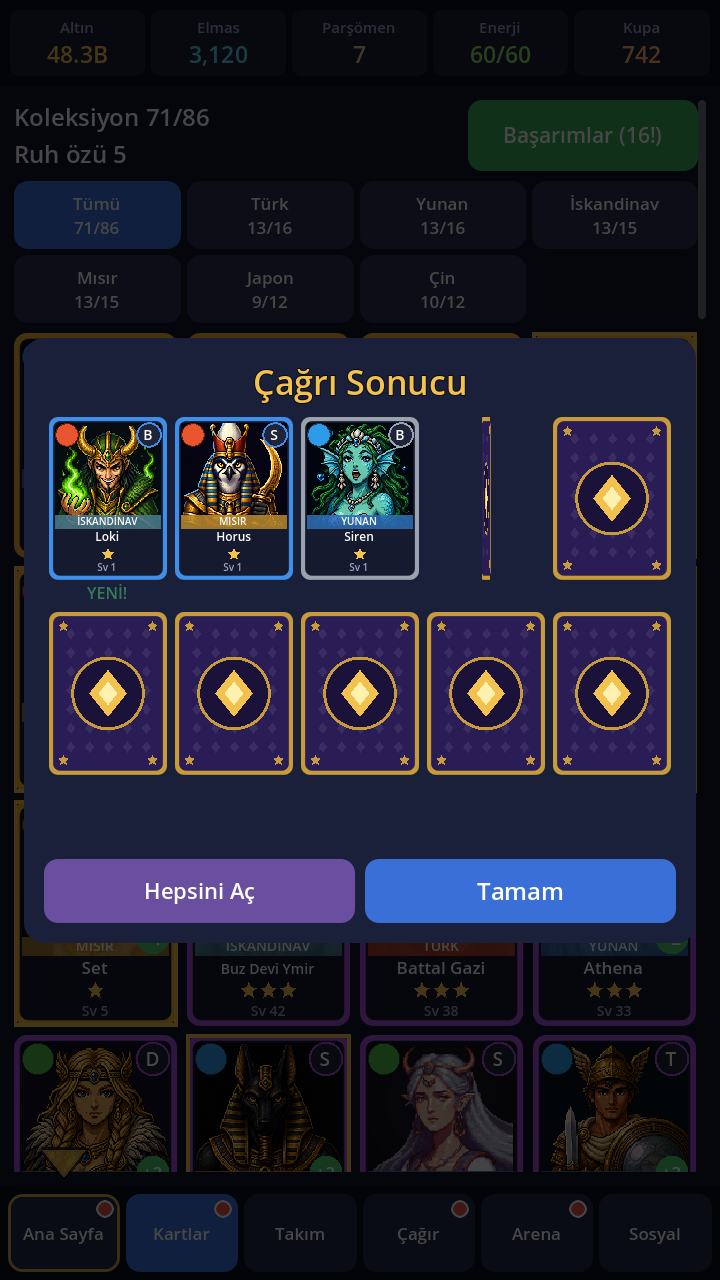 Altın
48.3B
Elmas
3,120
Parşömen
7
Enerji
60/60
Kupa
742
Koleksiyon 71/86
Ruh özü 5
Başarımlar (16!)
Tümü
71/86
Türk
13/16
Yunan
13/16
İskandinav
13/15
Mısır
13/15
Japon
9/12
Çin
10/12
Çağrı Sonucu
B
S
B
İSKANDİNAV
MISIR
YUNAN
Loki
Horus
Siren
Sv 1
Sv 1
Sv 1
YENİ!
Hepsini Aç
Tamam
MISIR
İSKANDİNAV
TÜRK
YUNAN
Set
Buz Devi Ymir
Battal Gazi
Athena
Sv 5
Sv 42
Sv 38
Sv 33
D
S
S
T
Ana Sayfa
Kartlar
Takım
Çağır
Arena
Sosyal